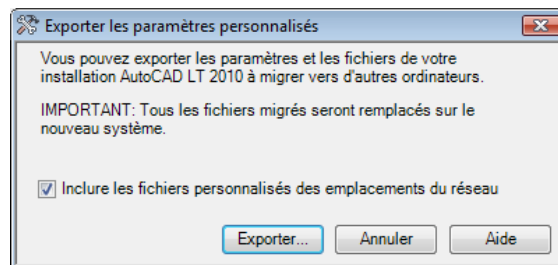 Exporter les paramètres personnalisés
Vous pouvez exporter les paramètres et les fichiers de votre
installation AutoCAD LT 2010 à migrer vers d'autres ordinateurs.
IMPORTANT: Tous les fichiers migrés seront remplacés sur le
nouveau système.
Inclure les fichiers personnalisés des emplacements du réseau
Exporter... Annuler Aide